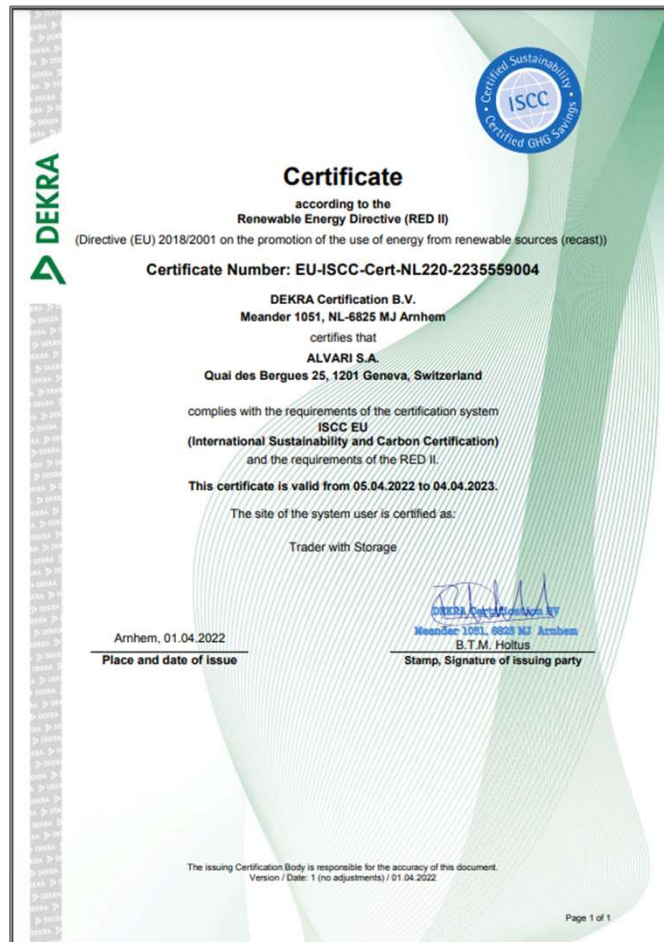 Certified Sustainability
ISCC
Certified GHG Savings
DEKRA
Certificate
according to the
Renewable Energy Directive (RED II)
(Directive (EU) 2018/2001 on the promotion of the use of energy from renewable sources (recast))
Certificate Number: EU-ISCC-Cert-NL220-2235559004
DEKRA Certification B.V.
Meander 1051, NL-6825 MJ Arnhem
certifies that
ALVARI S.A.
Quai des Bergues 25, 1201 Geneva, Switzerland
complies with the requirements of the certification system
ISCC EU
(International Sustainability and Carbon Certification)
and the requirements of the RED II.
This certificate is valid from 05.04.2022 to 04.04.2023.
The site of the system user is certified as:
Trader with Storage
DEKRA Certification BV
Meander 1051, 6825 MJ Arnhem
Arnhem, 01.04.2022
B.T.M. Holtus
Place and date of issue
Stamp, Signature of issuing party
The issuing Certification Body is responsible for the accuracy of this document.
Version / Date: 1 (no adjustments) / 01.04.2022
Page 1 of 1